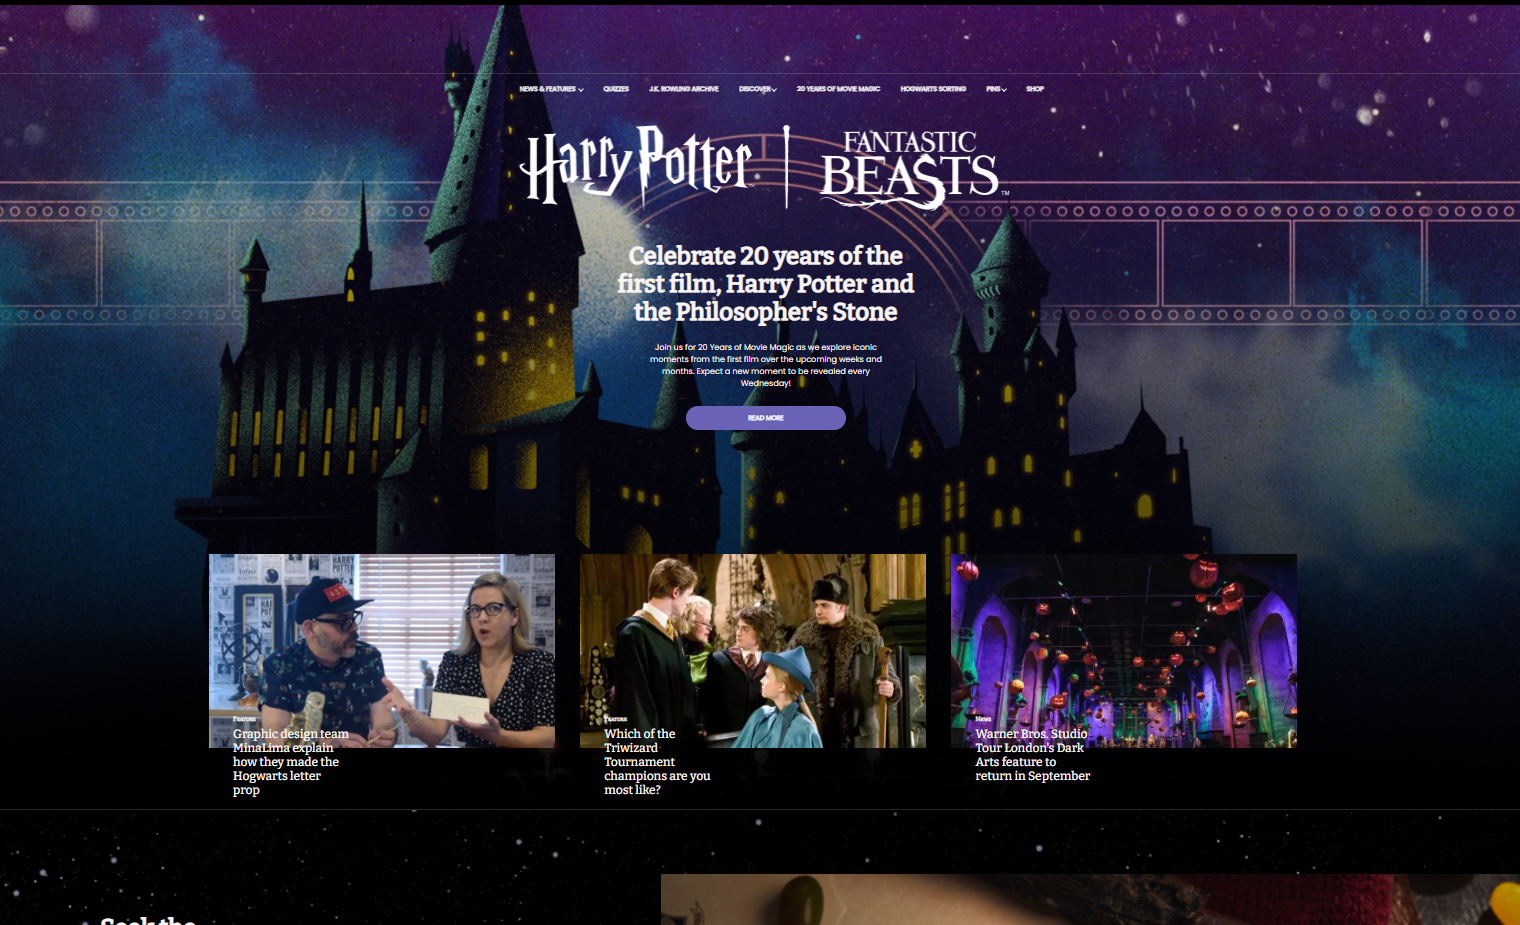 NEWS & FEATURES QUIZZES J.K. ROWLING ARCHIVE DISCOVER 20 YEARS OF MOVIE MAGIC HOGWARTS SORTING PINS SHOP
Harry Potter
FANTASTIC
BEASTS™
Celebrate 20 years of the
first film, Harry Potter and
the Philosopher's Stone
Join us for 20 Years of Movie Magic as we explore iconic
moments from the first film over the upcoming weeks and
months. Expect a new moment to be revealed every
Wednesday!
READ MORE
HARRY
POTTER
Feature
Graphic design team
MinaLima explain
how they made the
Hogwarts letter
prop
Feature
Which of the
Triwizard
Tournament
champions are you
most like?
News
Warner Bros. Studio
Tour London's Dark
Arts feature to
return in September
Seek the